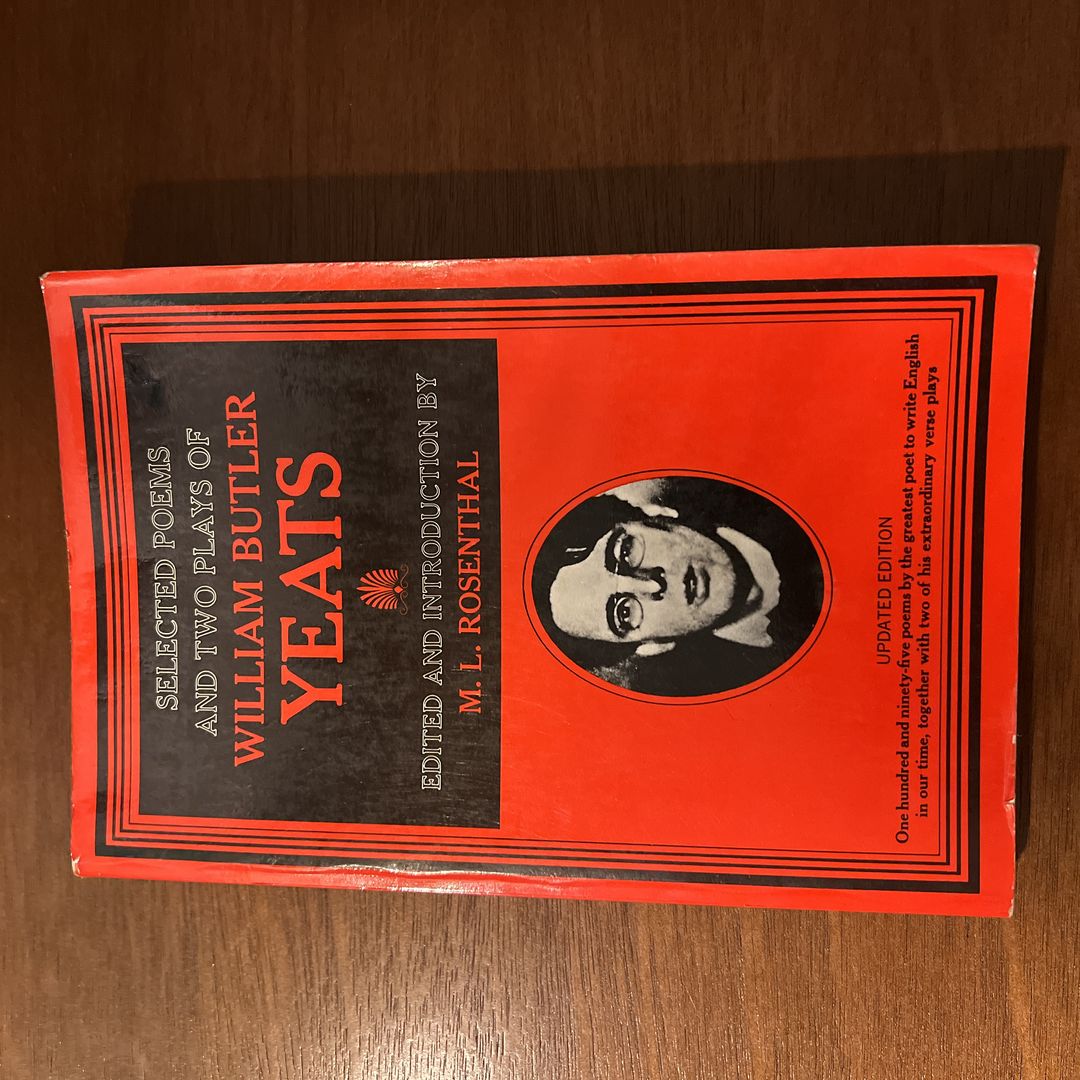 SELECTED POEMS
AND TWO PLAYS OF
WILLIAM BUTLER
YEATS
EDITED AND INTRODUCTION BY
M. L. ROSENTHAL
UPDATED EDITION
One hundred and ninety-five poems by the greatest poet to write English
in our time, together with two of his extraordinary verse plays